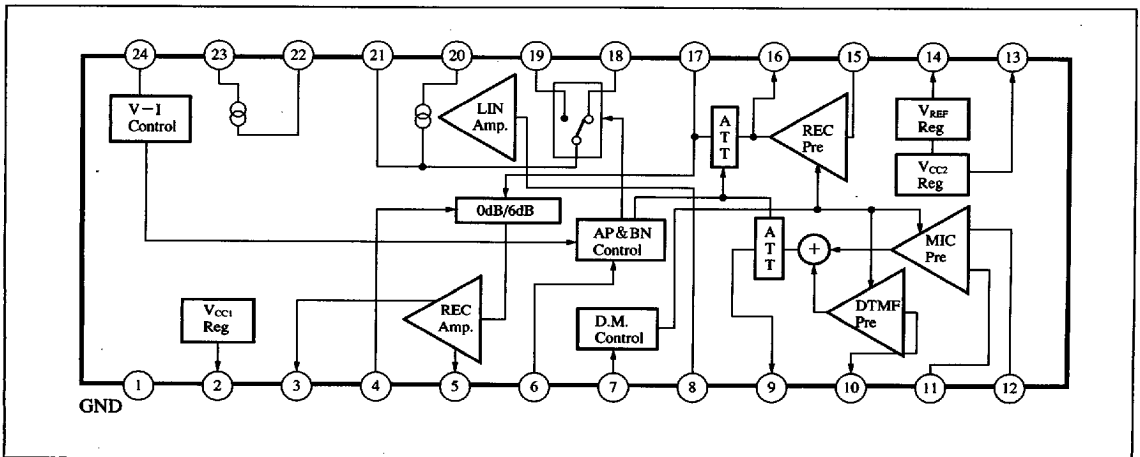 24 23 22 21 20 19 18 17 16 15 14 13
V-I
Control
LIN
Amp.
A
T
T
REC
Pre
VREF
Reg
VCC2
Reg
0dB/6dB
AP&BN
Control
A
T
T
+
MIC
Pre
DTMF
Pre
VCC1
Reg
REC
Amp.
D.M.
Control
1 2 3 4 5 6 7 8 9 10 11 12
GND